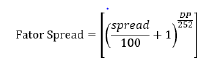 Fator Spread = [(spread/100 + 1)^(DP/252)]